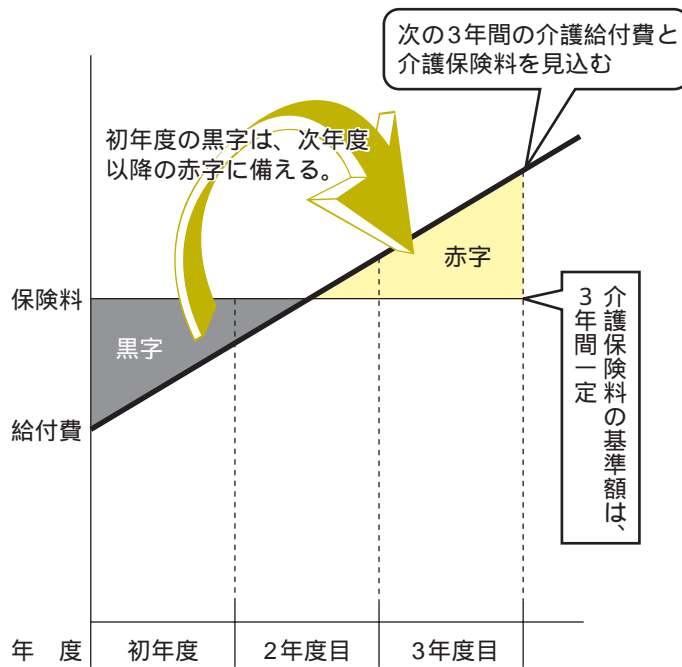 次の3年間の介護給付費と
介護保険料を見込む
初年度の黒字は、次年度
以降の赤字に備える。
赤字
保険料
黒字
介護保険料の基準額は、
3年間一定
給付費
年 度
初年度
2年度目
3年度目